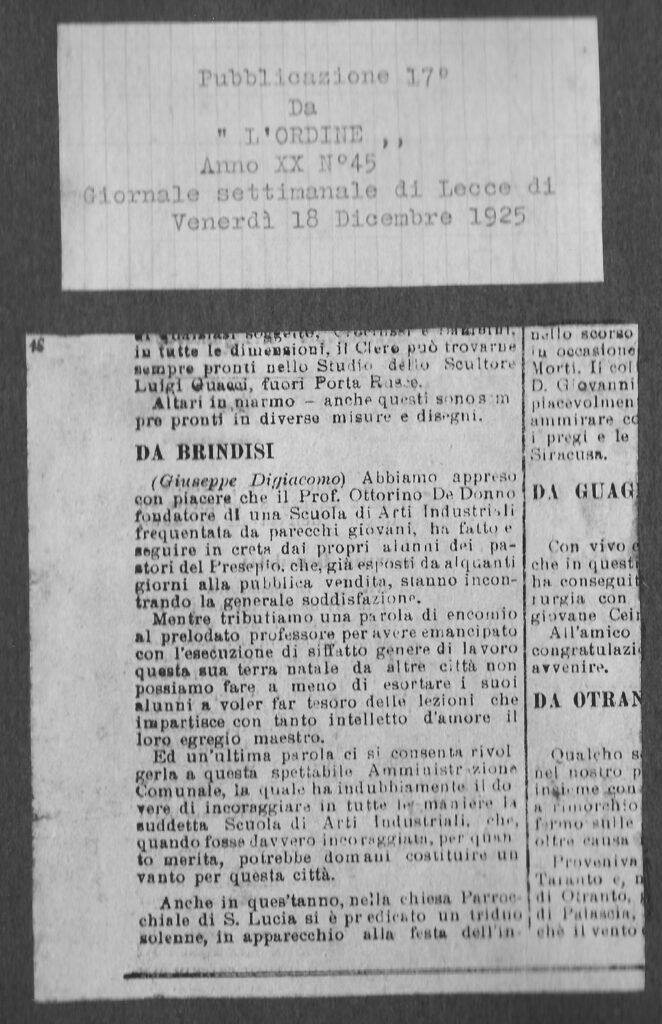 Pubblicazione 17º
Da
" L'ORDINE ,,
Anno XX Nº45
Giornale settimanale di Lecce di
Venerdì 18 Dicembre 1925
16
di qualsiasi soggetto, Crocifissi e Bambini,
in tutte le dimensioni, il Clero può trovarne
sempre pronti nello Studio dello Scultore
Luigi Guacci, fuori Porta Rusce.
Altari in marmo — anche questi sono sem
pre pronti in diverse misure e disegni.
DA BRINDISI
(Giuseppe Digiacomo) Abbiamo appreso
con piacere che il Prof. Ottorino De Donno
fondatore di una Scuola di Arti Industriali
frequentata da parecchi giovani, ha fatto e
seguire in creta dai propri alunni dei pa-
stori del Presepio, che, già esposti da alquanti
giorni alla pubblica vendita, stanno incon-
trando la generale soddisfazione.
Mentre tributiamo una parola di encomio
al prelodato professore per avere emancipato
con l'esecuzione di siffatto genere di lavoro
questa sua terra natale da altre città non
possiamo fare a meno di esortare i suoi
alunni a voler far tesoro delle lezioni che
impartisce con tanto intelletto d'amore il
loro egregio maestro.
Ed un'ultima parola ci si consenta rivol
gerla a questa spettabile Amministrazione
Comunale, la quale ha indubbiamente il do
vere di incoraggiare in tutte le maniere la
suddetta Scuola di Arti Industriali, che,
quando fosse davvero incoraggiata, per quan
to merita, potrebbe domani costituire un
vanto per questa città.
Anche in ques'tanno, nella chiesa Parroc-
chiale di S. Lucia si è predicato un triduo
solenne, in apparecchio alla festa dell'in
nello scorso
in occasione
Morti. Il col
D. Giovanni
piacevolmen
ammirare co
i pregi e le
Siracusa.
DA GUAG
Con vivo
che in questi
ha conseguit
rurgia con
giovane Cei
All'amico
congratulazi
avvenire.
DA OTRAN
Qualche s
nel nostro p
insieme con
a rimorchio
fermo sulle
oltre causa
Proveniva
Taranto e, n
di Otranto,
di Palascia,
chè il vento